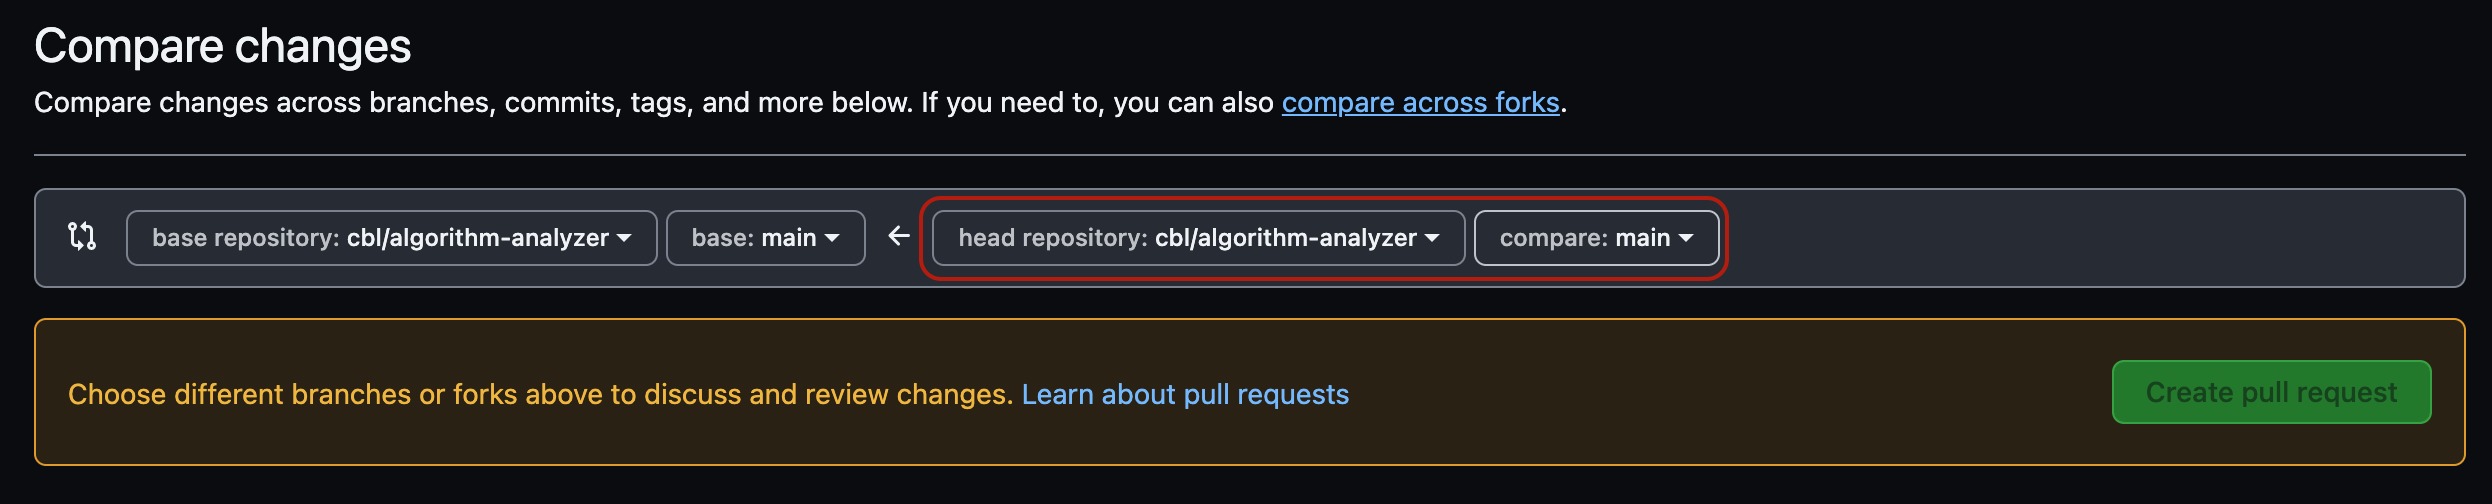 Compare changes
Compare changes across branches, commits, tags, and more below. If you need to, you can also compare across forks.
base repository: cbl/algorithm-analyzer base: main head repository: cbl/algorithm-analyzer compare: main
Choose different branches or forks above to discuss and review changes. Learn about pull requests Create pull request